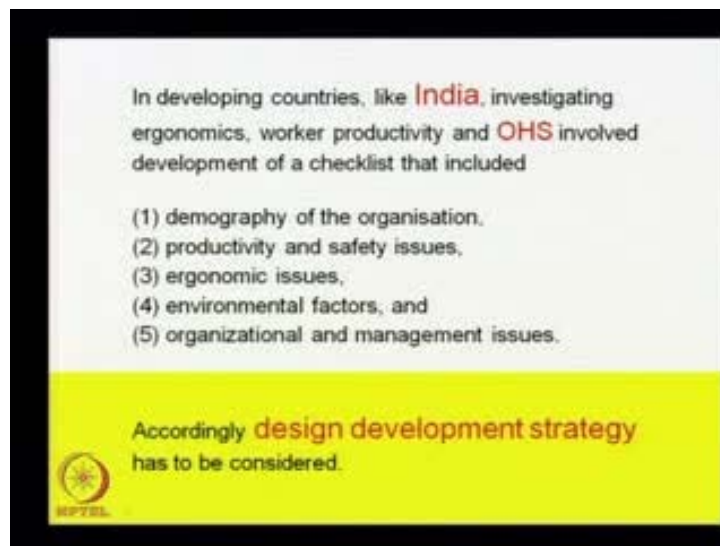 In developing countries, like India, investigating
ergonomics, worker productivity and OHS involved
development of a checklist that included
(1) demography of the organisation,
(2) productivity and safety issues,
(3) ergonomic issues,
(4) environmental factors, and
(5) organizational and management issues.
Accordingly design development strategy
has to be considered.
NPTEL